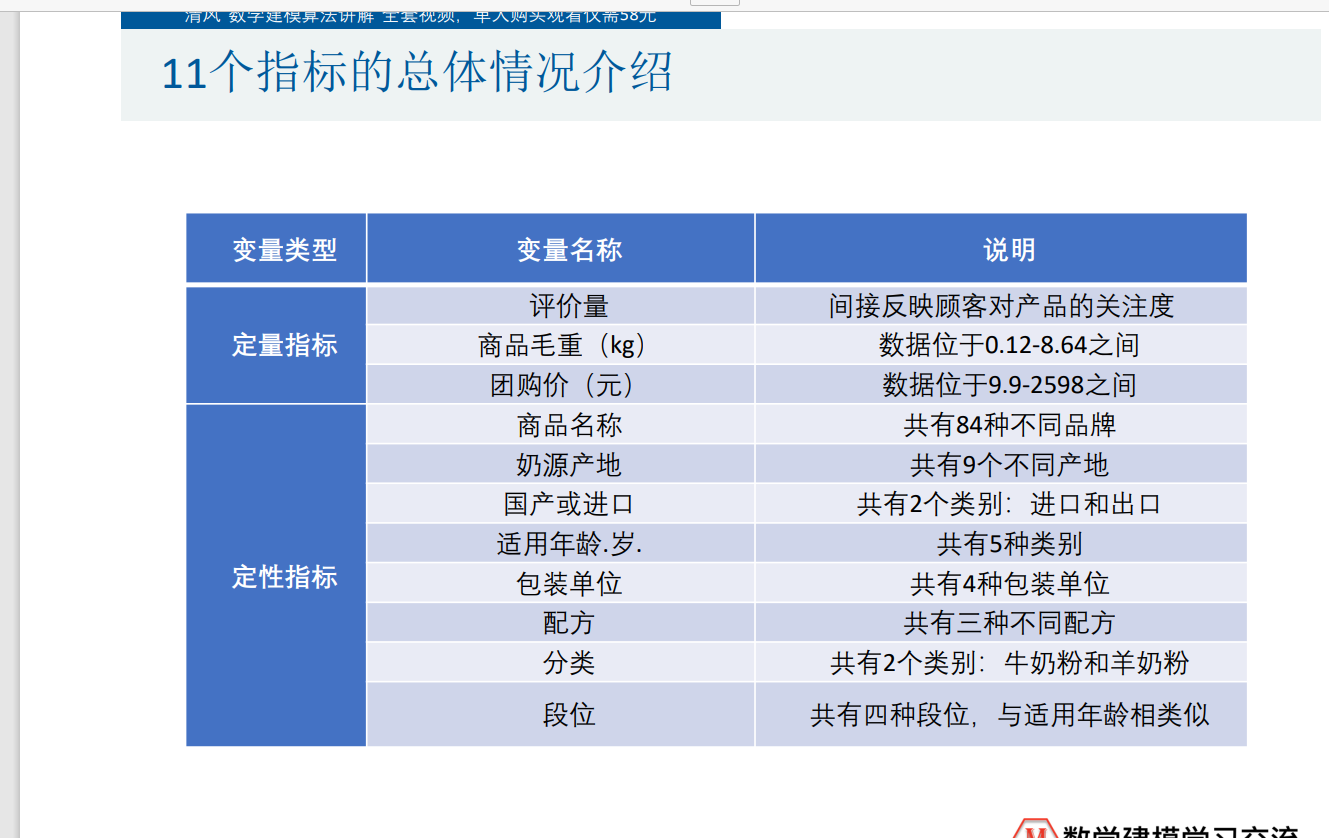 清风 数学建模算法讲解 全套视频，单人购买观看仅需58元
11个指标的总体情况介绍
变量类型 变量名称 说明
定量指标 评价量 间接反映顾客对产品的关注度
商品毛重（kg） 数据位于0.12-8.64之间
团购价（元） 数据位于9.9-2598之间
定性指标 商品名称 共有84种不同品牌
奶源产地 共有9个不同产地
国产或进口 共有2个类别：进口和出口
适用年龄.岁. 共有5种类别
包装单位 共有4种包装单位
配方 共有三种不同配方
分类 共有2个类别：牛奶粉和羊奶粉
段位 共有四种段位，与适用年龄相类似
M 数学建模学习交流